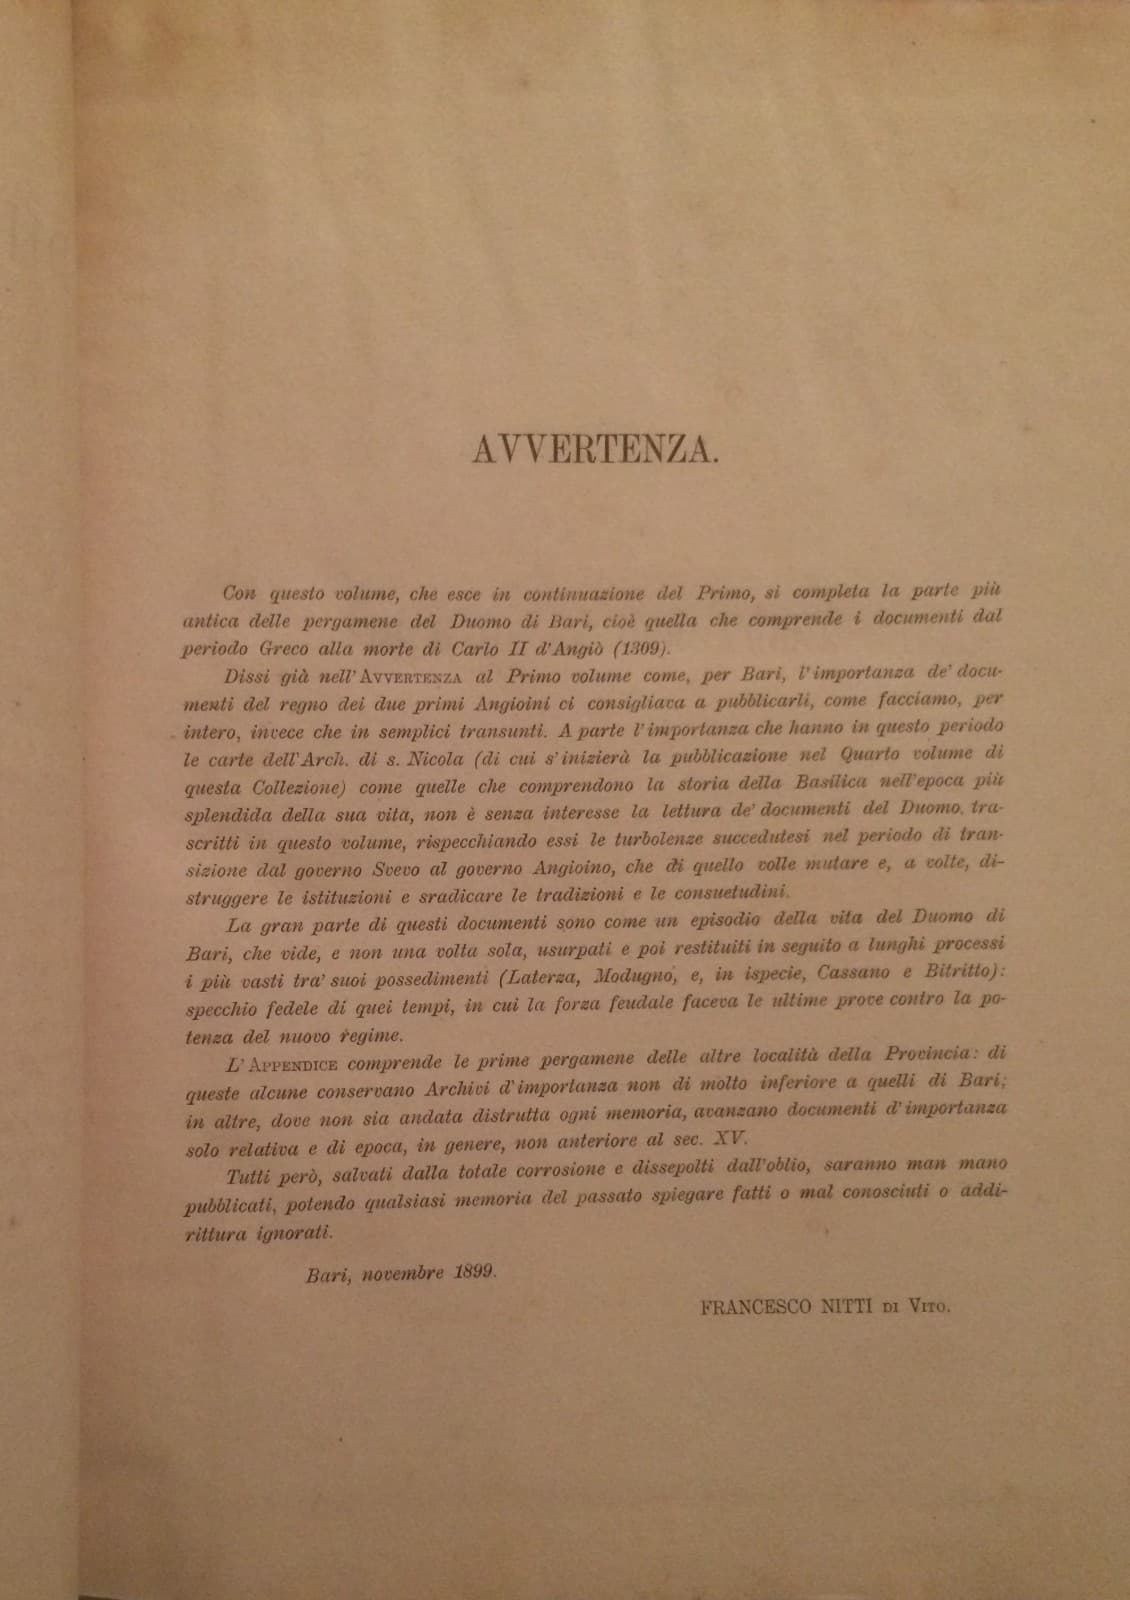 AVVERTENZA.
Con questo volume, che esce in continuazione del Primo, si completa la parte più
antica delle pergamene del Duomo di Bari, cioè quella che comprende i documenti dal
periodo Greco alla morte di Carlo II d'Angiò (1309).
Dissi già nell'AVVERTENZA al Primo volume come, per Bari, l'importanza de' docu-
menti del regno dei due primi Angioini ci consigliava a pubblicarli, come facciamo, per
intero, invece che in semplici transunti. A parte l'importanza che hanno in questo periodo
le carte dell'Arch. di s. Nicola (di cui s'inizierà la pubblicazione nel Quarto volume di
questa Collezione) come quelle che comprendono la storia della Basilica nell'epoca più
splendida della sua vita, non è senza interesse la lettura de' documenti del Duomo, tra-
scritti in questo volume, rispecchiando essi le turbolenze succedutesi nel periodo di tran-
sizione dal governo Svevo al governo Angioino, che di quello volle mutare e, a volte, di-
struggere le istituzioni e sradicare le tradizioni e le consuetudini.
La gran parte di questi documenti sono come un episodio della vita del Duomo di
Bari, che vide, e non una volta sola, usurpati e poi restituiti in seguito a lunghi processi
i più vasti tra' suoi possedimenti (Laterza, Modugno, e, in ispecie, Cassano e Bitritto):
specchio fedele di quei tempi, in cui la forza feudale faceva le ultime prove contro la po-
tenza del nuovo regime.
L'APPENDICE comprende le prime pergamene delle altre località della Provincia: di
queste alcune conservano Archivi d'importanza non di molto inferiore a quelli di Bari;
in altre, dove non sia andata distrutta ogni memoria, avanzano documenti d'importanza
solo relativa e di epoca, in genere, non anteriore al sec. XV.
Tutti però, salvati dalla totale corrosione e dissepolti dall'oblio, saranno man mano
pubblicati, potendo qualsiasi memoria del passato spiegare fatti o mal conosciuti o addi-
rittura ignorati.
Bari, novembre 1899.
FRANCESCO NITTI DI VITO.